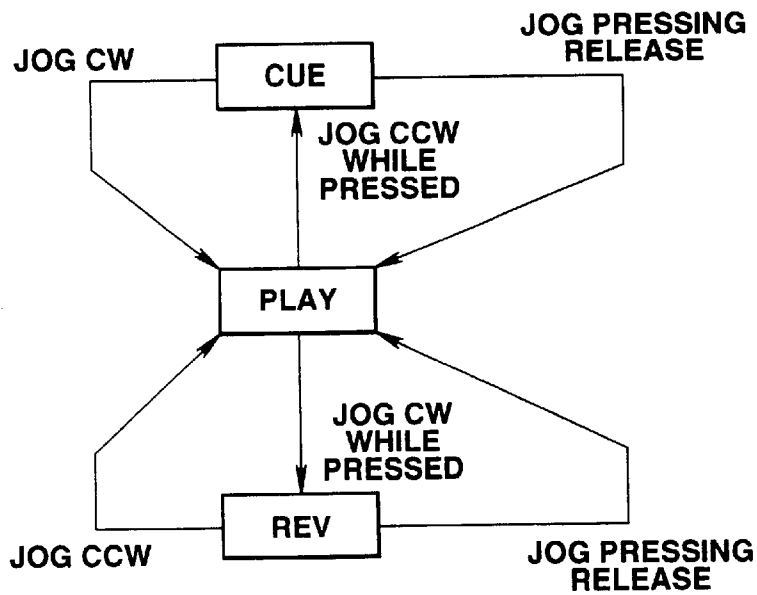 JOG CW
CUE
JOG PRESSING
RELEASE
JOG CCW
WHILE
PRESSED
PLAY
JOG CW
WHILE
PRESSED
REV
JOG CCW
JOG PRESSING
RELEASE